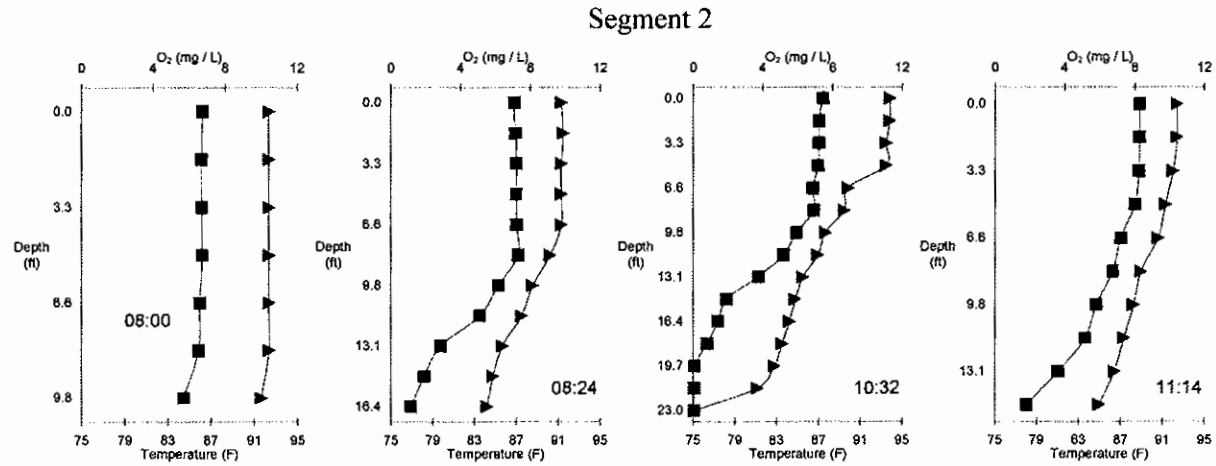 Segment 2
O₂ (mg / L)
0 4 8 12
0.0
3.3
6.6
9.8
Depth
(ft)
08:00
75 79 83 87 91 95
Temperature (F)
O₂ (mg / L)
0 4 8 12
0.0
3.3
6.6
9.8
13.1
16.4
Depth
(ft)
08:24
75 79 83 87 91 95
Temperature (F)
O₂ (mg / L)
0 4 8 12
0.0
3.3
6.6
9.8
13.1
16.4
19.7
23.0
Depth
(ft)
10:32
75 79 83 87 91 95
Temperature (F)
O₂ (mg / L)
0 4 8 12
0.0
3.3
6.6
9.8
13.1
Depth
(ft)
11:14
75 79 83 87 91 95
Temperature (F)